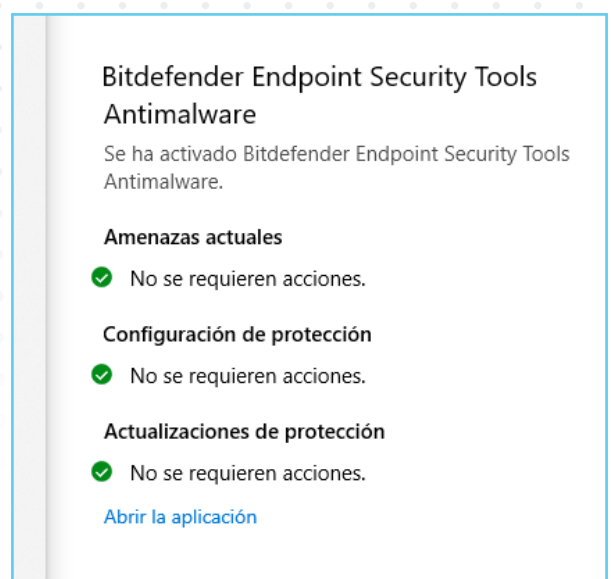 Bitdefender Endpoint Security Tools
Antimalware
Se ha activado Bitdefender Endpoint Security Tools
Antimalware.
Amenazas actuales
No se requieren acciones.
Configuración de protección
No se requieren acciones.
Actualizaciones de protección
No se requieren acciones.
Abrir la aplicación